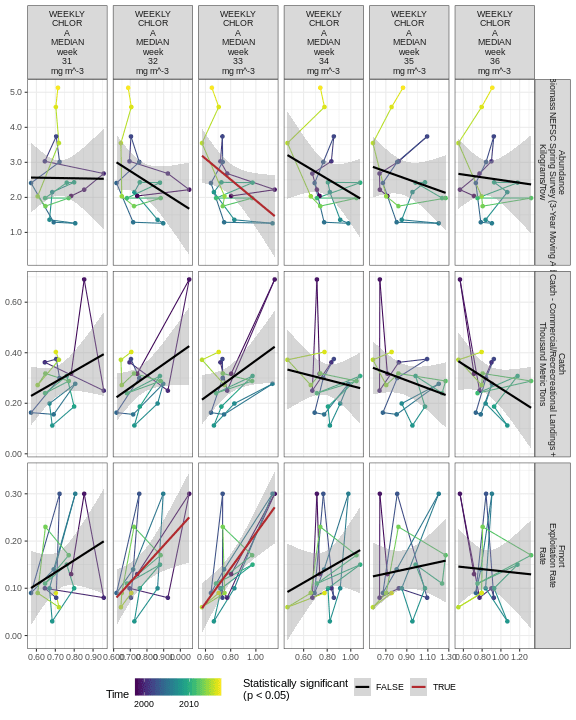 WEEKLY CHLOR A MEDIAN week 31 mg m^-3
WEEKLY CHLOR A MEDIAN week 32 mg m^-3
WEEKLY CHLOR A MEDIAN week 33 mg m^-3
WEEKLY CHLOR A MEDIAN week 34 mg m^-3
WEEKLY CHLOR A MEDIAN week 35 mg m^-3
WEEKLY CHLOR A MEDIAN week 36 mg m^-3
5.0
4.0
3.0
2.0
1.0
Abundance
Biomass NEFSC Spring Survey (3-Year Moving
Kilograms/Tow
0.60
0.40
0.20
0.00
Catch
Catch - Commercial/Recreational Landings +
Thousand Metric Tons
0.30
0.20
0.10
0.00
Fmort
Exploitation Rate
Rate
0.60 0.70 0.80 0.90
0.600 0.700 0.800 0.900 1.000
0.60 0.80 1.00
0.60 0.80 1.00
0.70 0.90 1.10 1.30
0.60 0.80 1.00 1.20
Time
2000 2010
Statistically significant
(p < 0.05)
FALSE
TRUE